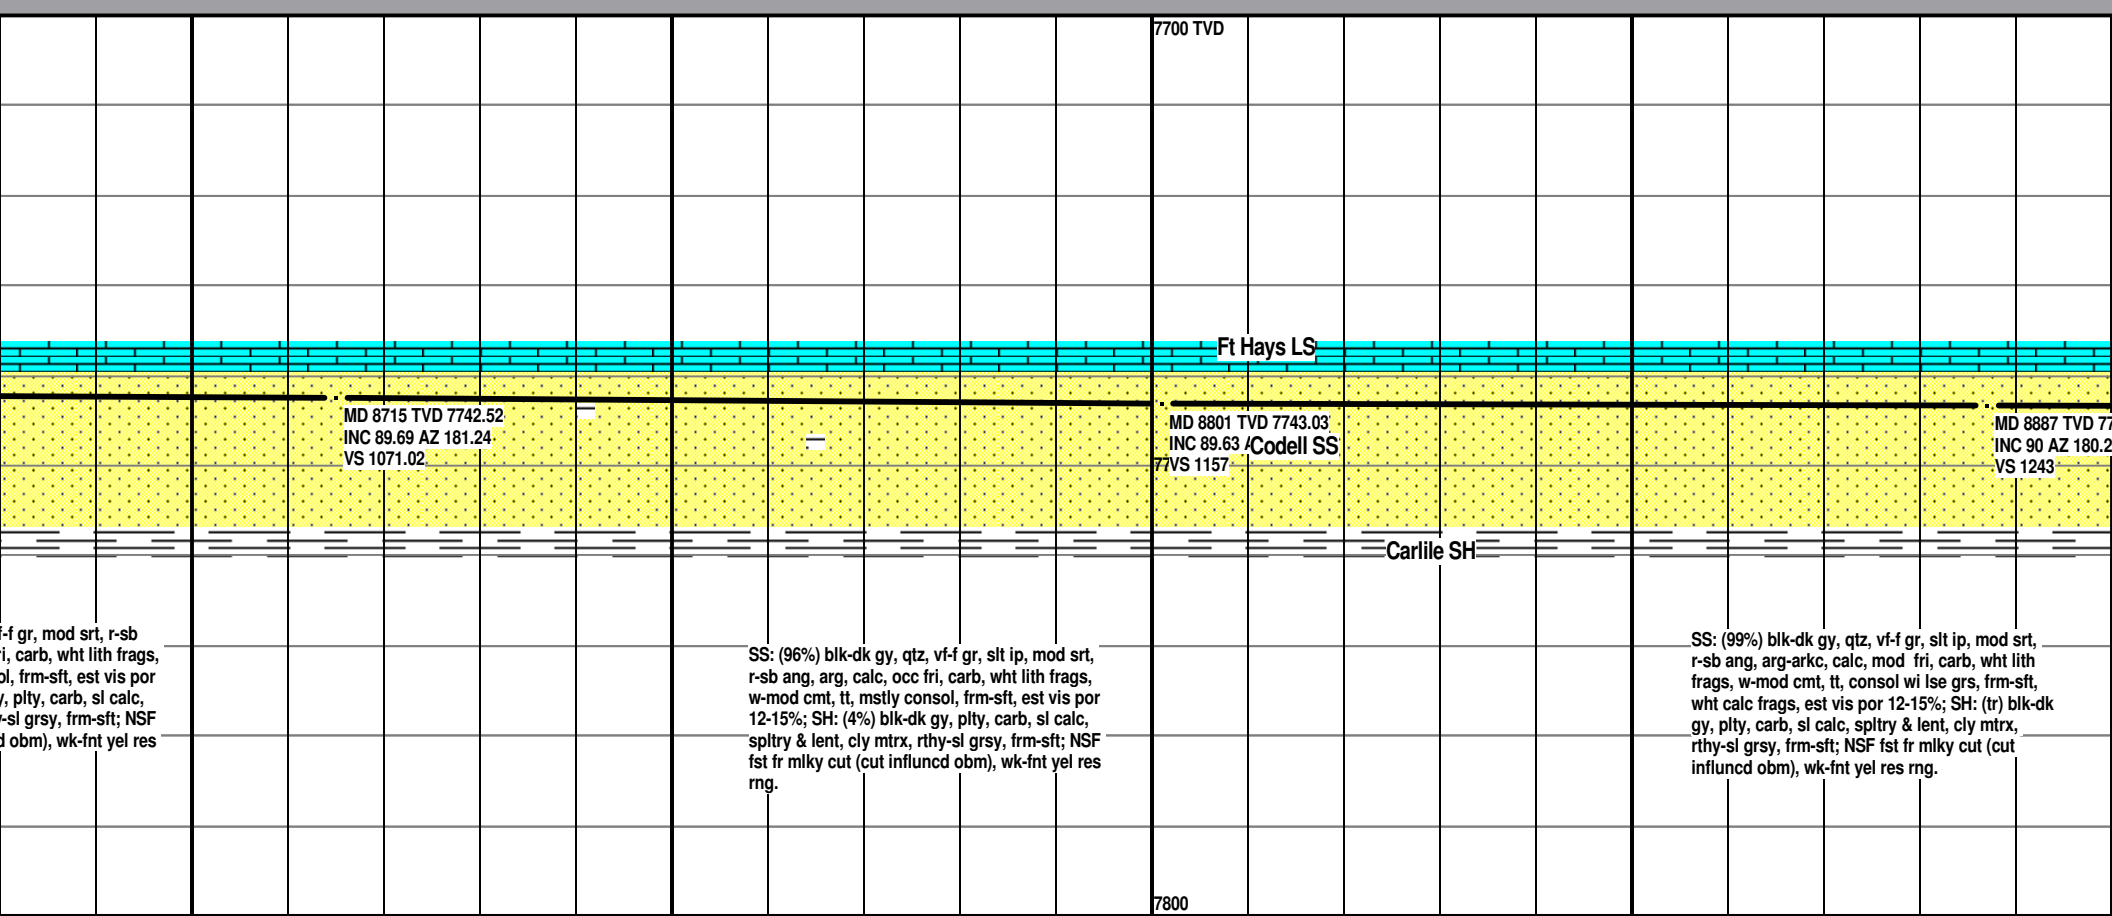 7700 TVD
Ft Hays LS
MD 8715 TVD 7742.52
INC 89.69 AZ 181.24
VS 1071.02
MD 8801 TVD 7743.03
INC 89.63
VS 1157
Codell SS
77
MD 8887 TVD 77
INC 90 AZ 180.2
VS 1243
Carlile SH
f-f gr, mod srt, r-sb
i, carb, wht lith frags,
ol, frm-sft, est vis por
y, plty, carb, sl calc,
y-sl grsy, frm-sft; NSF
d obm), wk-fnt yel res
SS: (96%) blk-dk gy, qtz, vf-f gr, slt ip, mod srt,
r-sb ang, arg, calc, occ fri, carb, wht lith frags,
w-mod cmt, tt, mstly consol, frm-sft, est vis por
12-15%; SH: (4%) blk-dk gy, plty, carb, sl calc,
spltry & lent, cly mtrx, rthy-sl grsy, frm-sft; NSF
fst fr mlky cut (cut influncd obm), wk-fnt yel res
rng.
SS: (99%) blk-dk gy, qtz, vf-f gr, slt ip, mod srt,
r-sb ang, arg-arkc, calc, mod fri, carb, wht lith
frags, w-mod cmt, tt, consol wi lse grs, frm-sft,
wht calc frags, est vis por 12-15%; SH: (tr) blk-dk
gy, plty, carb, sl calc, spltry & lent, cly mtrx,
rthy-sl grsy, frm-sft; NSF fst fr mlky cut (cut
influncd obm), wk-fnt yel res rng.
7800